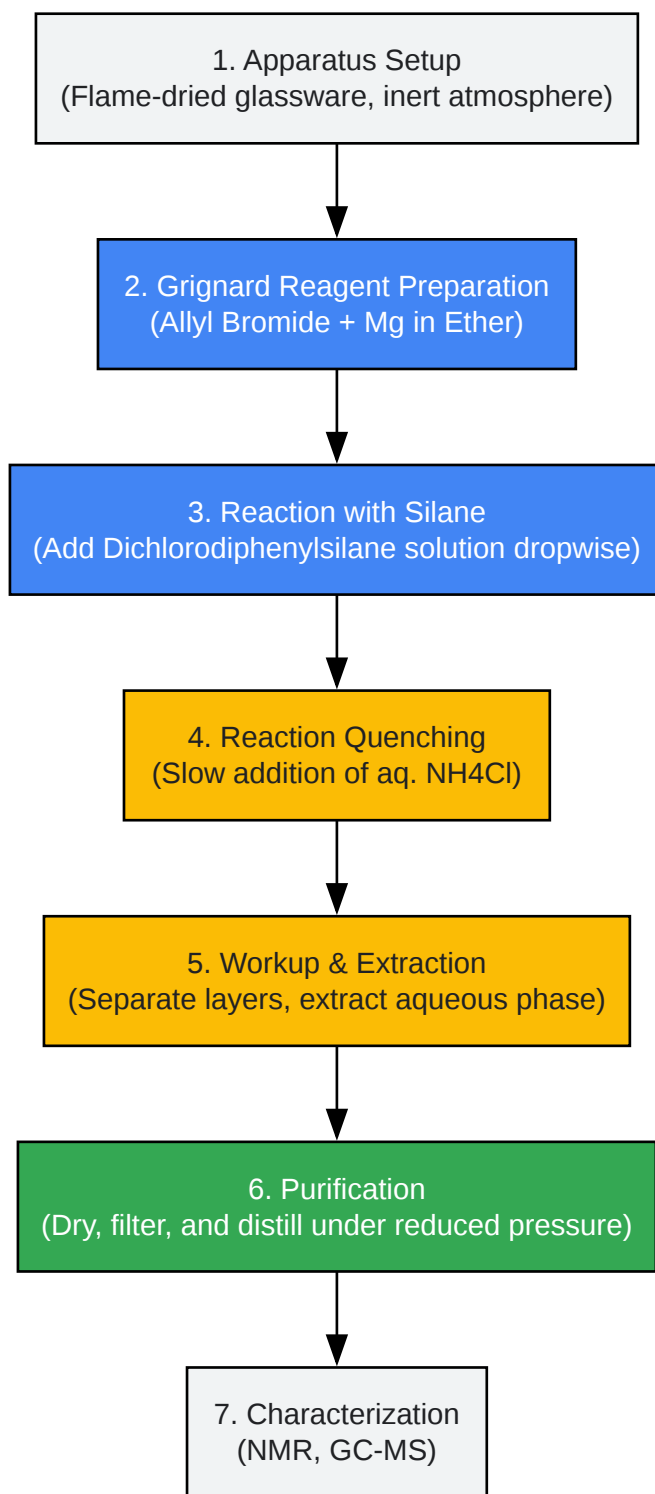 1. Apparatus Setup
(Flame-dried glassware, inert atmosphere)
2. Grignard Reagent Preparation
(Allyl Bromide + Mg in Ether)
3. Reaction with Silane
(Add Dichlorodiphenylsilane solution dropwise)
4. Reaction Quenching
(Slow addition of aq. NH4Cl)
5. Workup & Extraction
(Separate layers, extract aqueous phase)
6. Purification
(Dry, filter, and distill under reduced pressure)
7. Characterization
(NMR, GC-MS)